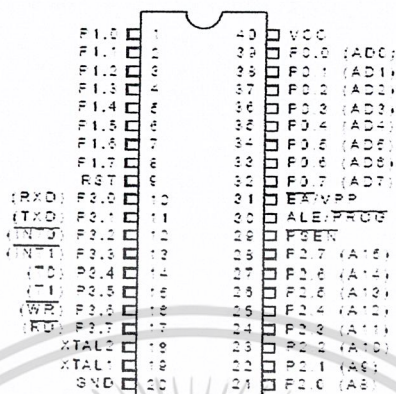 P1.0 1 40 VCC
P1.1 2 39 P0.0 (AD0)
P1.2 3 38 P0.1 (AD1)
P1.3 4 37 P0.2 (AD2)
P1.4 5 36 P0.3 (AD3)
P1.5 6 35 P0.4 (AD4)
P1.6 7 34 P0.5 (AD5)
P1.7 8 33 P0.6 (AD6)
RST 9 32 P0.7 (AD7)
(RXD) P3.0 10 31 EA/VPP
(TXD) P3.1 11 30 ALE/PROG
(INT0) P3.2 12 29 PSEN
(INT1) P3.3 13 28 P2.7 (A15)
(T0) P3.4 14 27 P2.6 (A14)
(T1) P3.5 15 26 P2.5 (A13)
(WR) P3.6 16 25 P2.4 (A12)
(RD) P3.7 17 24 P2.3 (A11)
XTAL2 18 23 P2.2 (A10)
XTAL1 19 22 P2.1 (A9)
GND 20 21 P2.0 (A8)